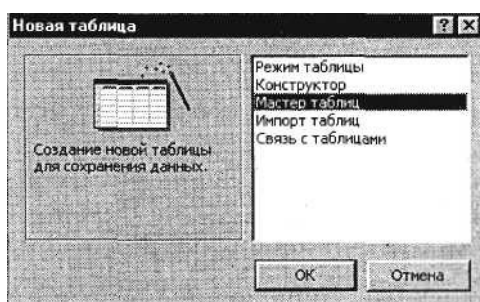 Новая таблица
Создание новой таблицы
для сохранения данных.
Режим таблицы
Конструктор
Мастер таблиц
Импорт таблиц
Связь с таблицами
OK
Отмена